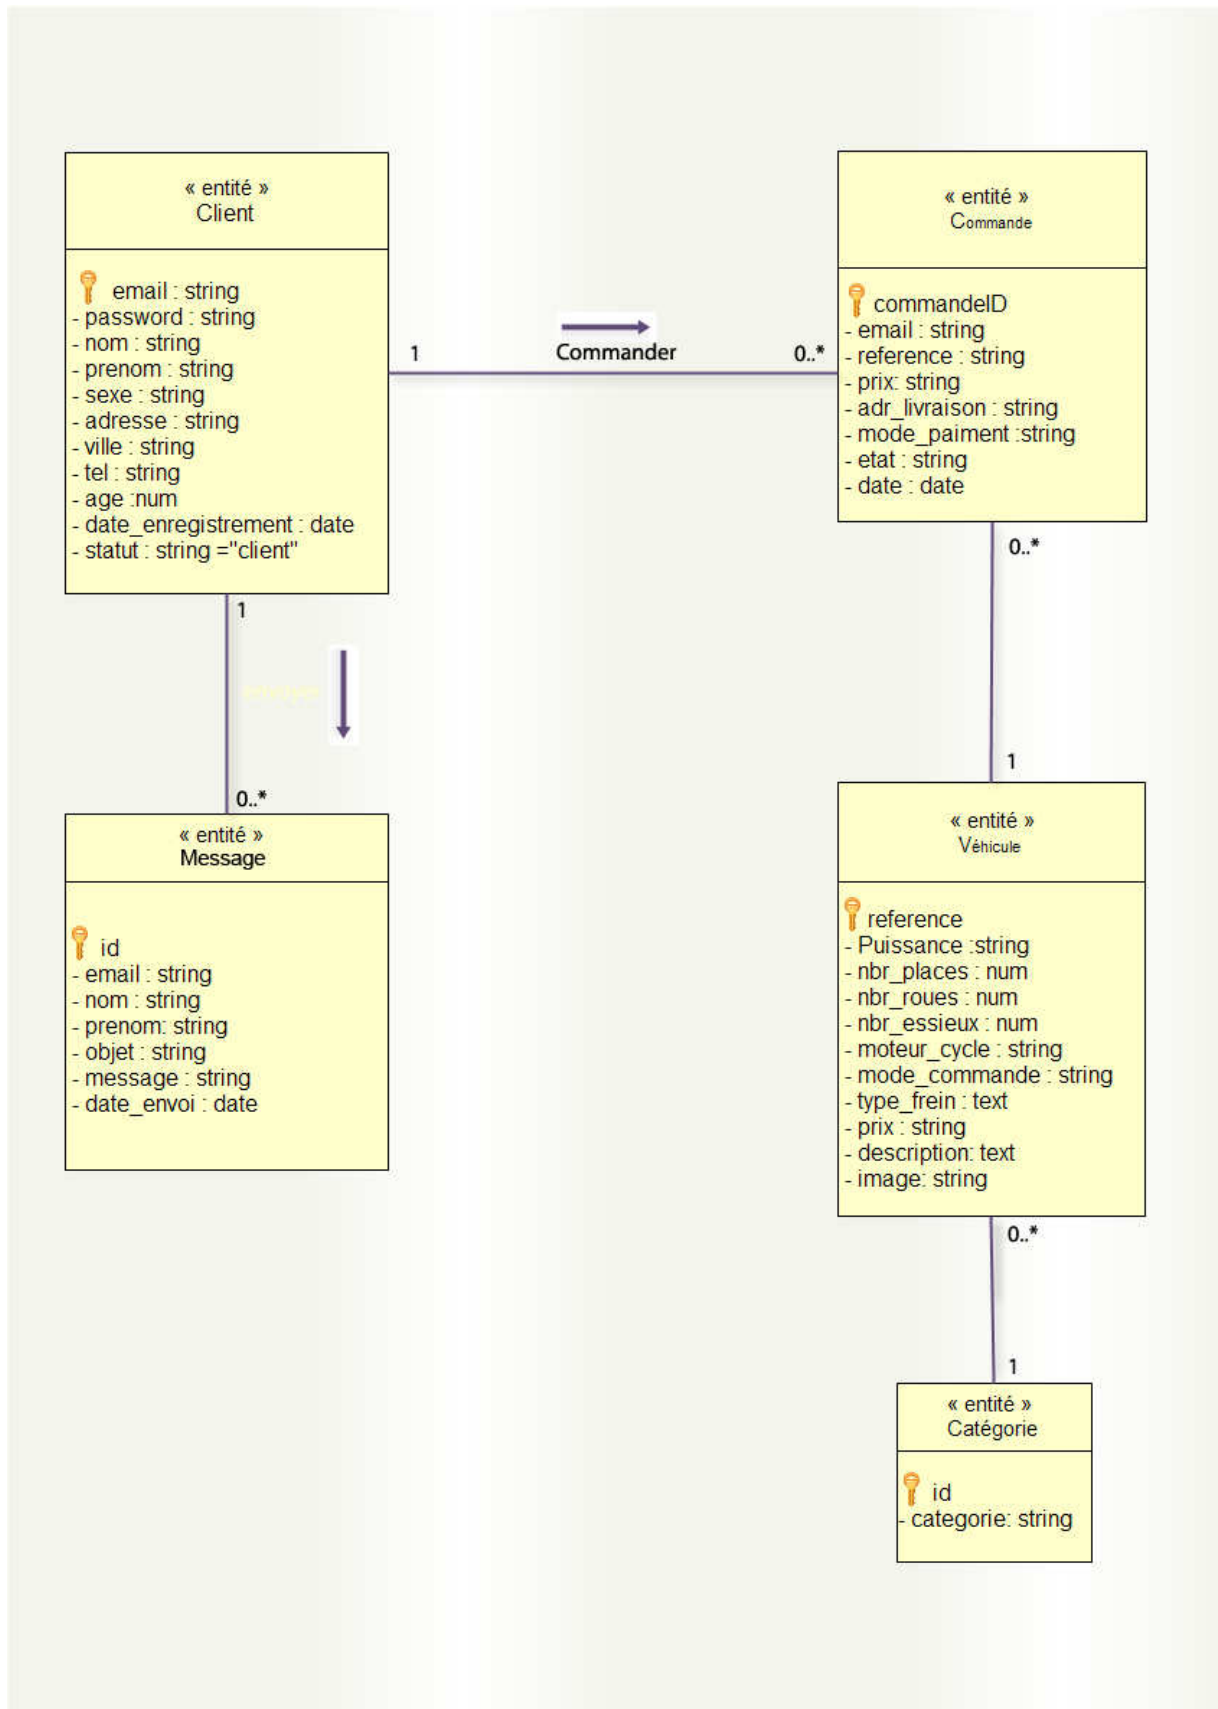 « entité »
Client
email : string
- password : string
- nom : string
- prenom : string
- sexe : string
- adresse : string
- ville : string
- tel : string
- age :num
- date_enregistrement : date
- statut : string ="client"
1
Commander
0..*
« entité »
Commande
commandeID
- email : string
- reference : string
- prix: string
- adr_livraison : string
- mode_paiment :string
- etat : string
- date : date
1
0..*
« entité »
Message
id
- email : string
- nom : string
- prenom: string
- objet : string
- message : string
- date_envoi : date
0..*
1
« entité »
Véhicule
reference
- Puissance :string
- nbr_places : num
- nbr_roues : num
- nbr_essieux : num
- moteur_cycle : string
- mode_commande : string
- type_frein : text
- prix : string
- description: text
- image: string
0..*
1
« entité »
Catégorie
id
- categorie: string